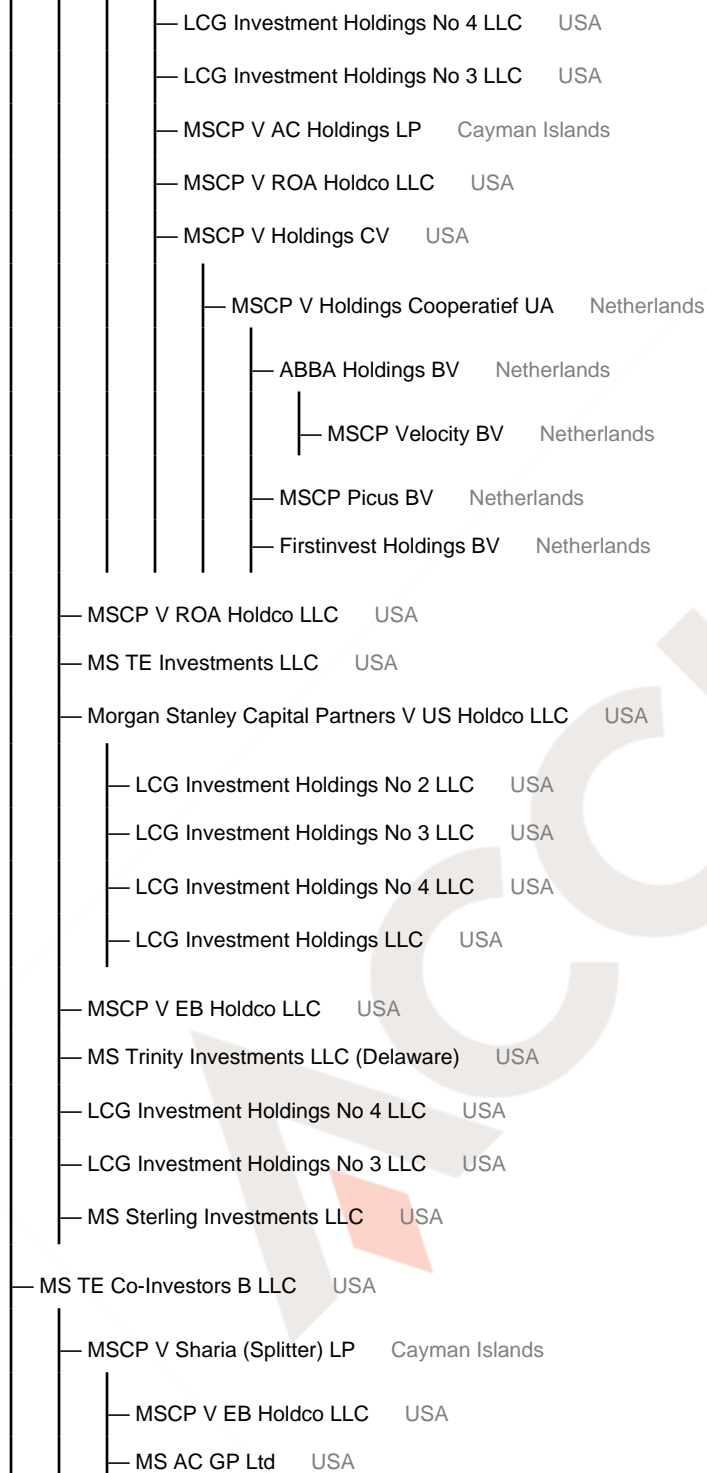 LCG Investment Holdings No 4 LLC USA
LCG Investment Holdings No 3 LLC USA
MSCP V AC Holdings LP Cayman Islands
MSCP V ROA Holdco LLC USA
MSCP V Holdings CV USA
MSCP V Holdings Cooperatief UA Netherlands
ABBA Holdings BV Netherlands
MSCP Velocity BV Netherlands
MSCP Picus BV Netherlands
Firstinvest Holdings BV Netherlands
MSCP V ROA Holdco LLC USA
MS TE Investments LLC USA
Morgan Stanley Capital Partners V US Holdco LLC USA
LCG Investment Holdings No 2 LLC USA
LCG Investment Holdings No 3 LLC USA
LCG Investment Holdings No 4 LLC USA
LCG Investment Holdings LLC USA
MSCP V EB Holdco LLC USA
MS Trinity Investments LLC (Delaware) USA
LCG Investment Holdings No 4 LLC USA
LCG Investment Holdings No 3 LLC USA
MS Sterling Investments LLC USA
MS TE Co-Investors B LLC USA
MSCP V Sharia (Splitter) LP Cayman Islands
MSCP V EB Holdco LLC USA
MS AC GP Ltd USA